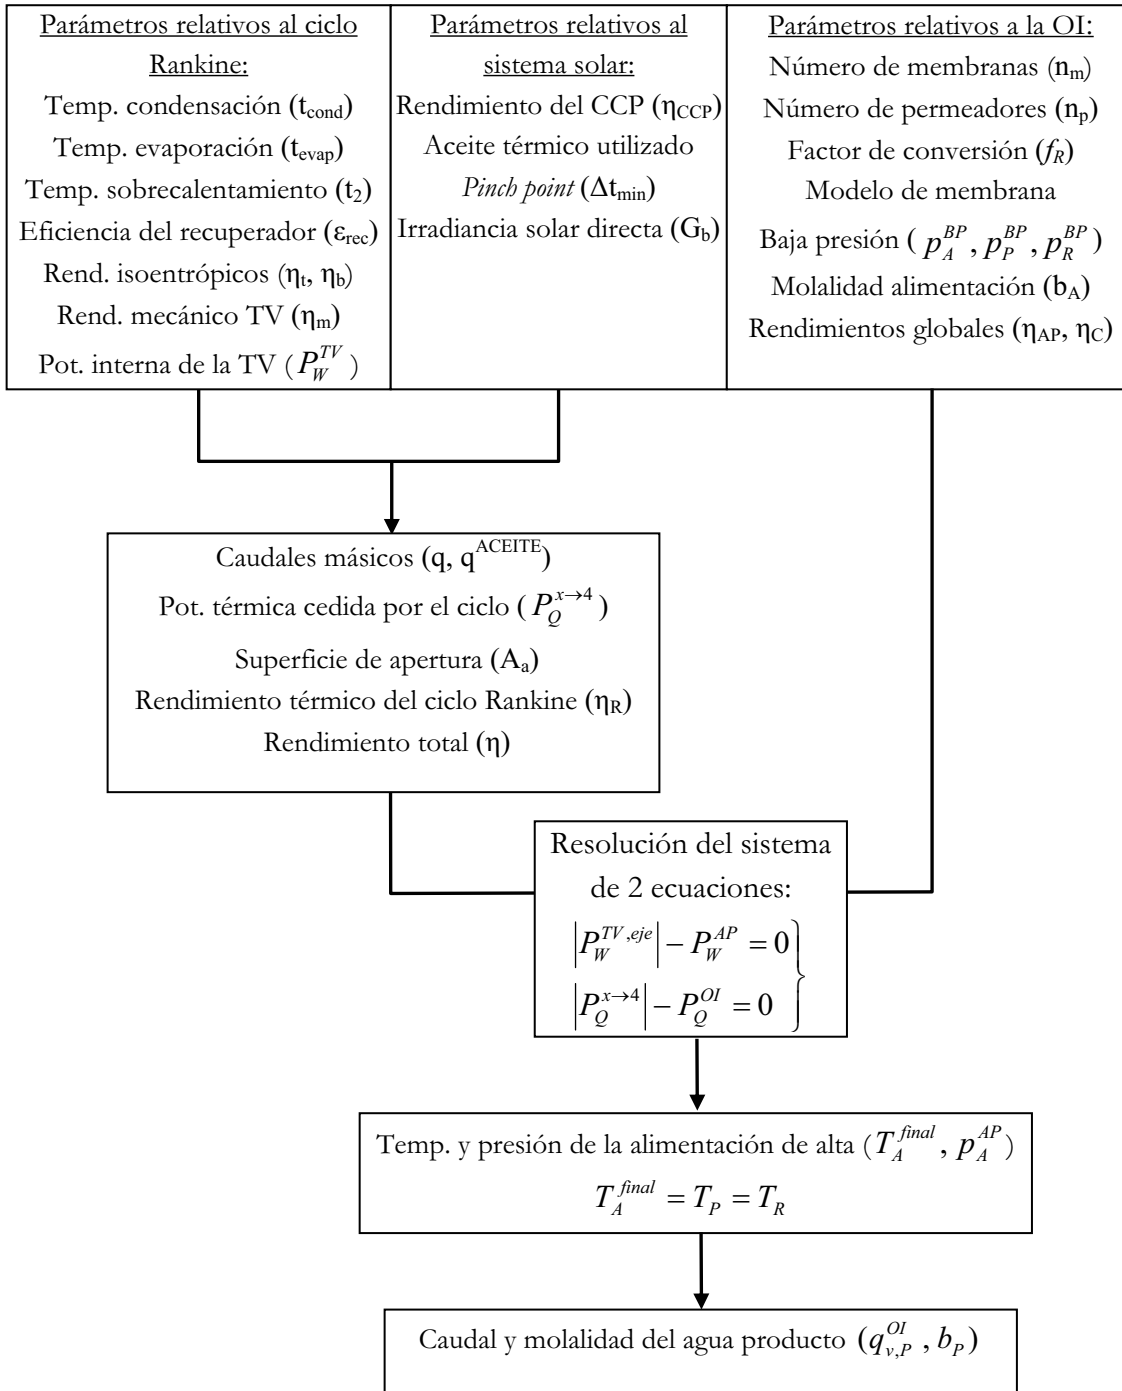 Parámetros relativos al ciclo
Rankine:
Temp. condensación (t_cond)
Temp. evaporación (t_evap)
Temp. sobrecalentamiento (t_2)
Eficiencia del recuperador (ε_rec)
Rend. isoentrópicos (η_t, η_b)
Rend. mecánico TV (η_m)
Pot. interna de la TV (P_W^{TV})
Parámetros relativos al
sistema solar:
Rendimiento del CCP (η_CCP)
Aceite térmico utilizado
Pinch point (Δt_min)
Irradiancia solar directa (G_b)
Parámetros relativos a la OI:
Número de membranas (n_m)
Número de permeadores (n_p)
Factor de conversión (f_R)
Modelo de membrana
Baja presión (p_A^{BP}, p_P^{BP}, p_R^{BP})
Molalidad alimentación (b_A)
Rendimientos globales (η_AP, η_C)
Caudales másicos (q, q^{ACEITE})
Pot. térmica cedida por el ciclo (P_Q^{x→4})
Superficie de apertura (A_a)
Rendimiento térmico del ciclo Rankine (η_R)
Rendimiento total (η)
Resolución del sistema
de 2 ecuaciones:
|P_W^{TV,eje}| − P_W^{AP} = 0
|P_Q^{x→4}| − P_Q^{OI} = 0 }
Temp. y presión de la alimentación de alta (T_A^{final}, p_A^{AP})
T_A^{final} = T_P = T_R
Caudal y molalidad del agua producto (q_{v,P}^{OI}, b_P)